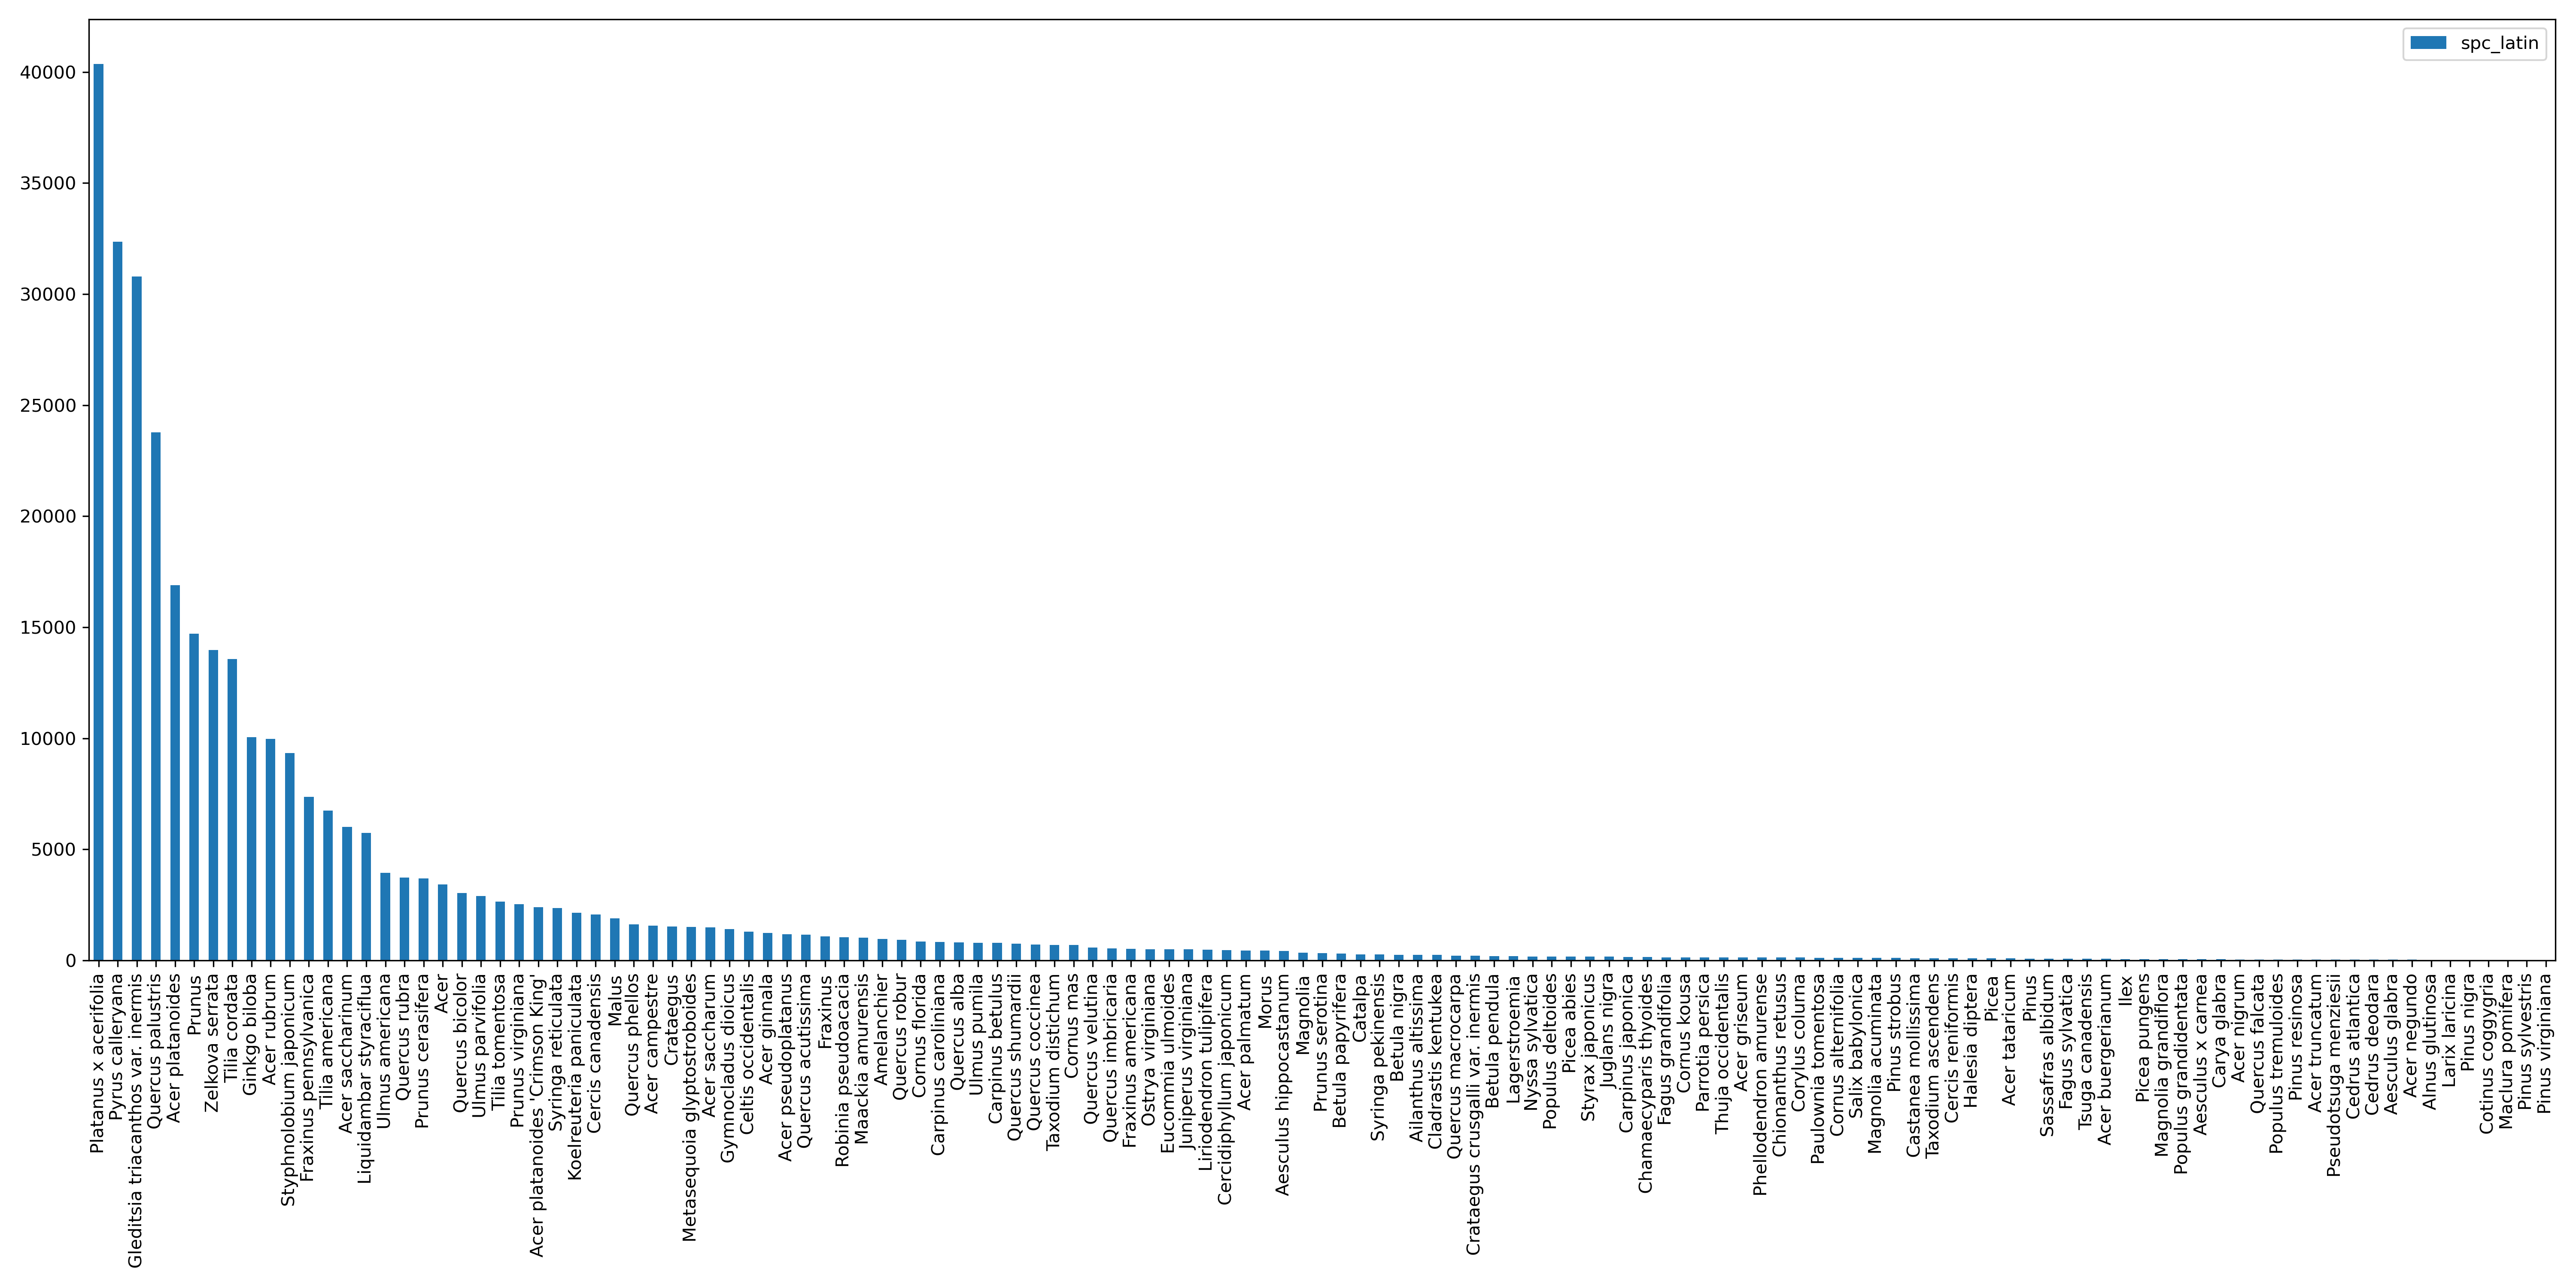 spc_latin
40000
35000
30000
25000
20000
15000
10000
5000
0
Platanus x acerifolia
Pyrus calleryana
Gleditsia triacanthos var. inermis
Quercus palustris
Acer platanoides
Prunus
Zelkova serrata
Tilia cordata
Ginkgo biloba
Acer rubrum
Styphnolobium japonicum
Fraxinus pennsylvanica
Tilia americana
Acer saccharinum
Liquidambar styraciflua
Ulmus americana
Quercus rubra
Prunus cerasifera
Acer
Quercus bicolor
Ulmus parvifolia
Tilia tomentosa
Prunus virginiana
Acer platanoides 'Crimson King'
Syringa reticulata
Koelreuteria paniculata
Cercis canadensis
Malus
Quercus phellos
Acer campestre
Crataegus
Metasequoia glyptostroboides
Acer saccharum
Gymnocladus dioicus
Celtis occidentalis
Acer ginnala
Acer pseudoplatanus
Quercus acutissima
Fraxinus
Robinia pseudoacacia
Maackia amurensis
Amelanchier
Quercus robur
Cornus florida
Carpinus caroliniana
Quercus alba
Ulmus pumila
Carpinus betulus
Quercus shumardii
Quercus coccinea
Taxodium distichum
Cornus mas
Quercus velutina
Quercus imbricaria
Fraxinus americana
Ostrya virginiana
Eucommia ulmoides
Juniperus virginiana
Liriodendron tulipifera
Cercidiphyllum japonicum
Acer palmatum
Morus
Aesculus hippocastanum
Magnolia
Prunus serotina
Betula papyrifera
Catalpa
Syringa pekinensis
Betula nigra
Ailanthus altissima
Cladrastis kentukea
Quercus macrocarpa
Crataegus crusgalli var. inermis
Betula pendula
Lagerstroemia
Nyssa sylvatica
Populus deltoides
Picea abies
Styrax japonicus
Juglans nigra
Carpinus japonica
Chamaecyparis thyoides
Fagus grandifolia
Cornus kousa
Parrotia persica
Thuja occidentalis
Acer griseum
Phellodendron amurense
Chionanthus retusus
Corylus colurna
Paulownia tomentosa
Cornus alternifolia
Salix babylonica
Magnolia acuminata
Pinus strobus
Castanea mollissima
Taxodium ascendens
Cercis reniformis
Halesia diptera
Picea
Acer tataricum
Pinus
Sassafras albidum
Fagus sylvatica
Tsuga canadensis
Acer buergerianum
Ilex
Picea pungens
Magnolia grandiflora
Populus grandidentata
Aesculus x carnea
Carya glabra
Acer nigrum
Quercus falcata
Populus tremuloides
Pinus resinosa
Acer truncatum
Pseudotsuga menziesii
Cedrus atlantica
Cedrus deodara
Aesculus glabra
Acer negundo
Alnus glutinosa
Larix laricina
Pinus nigra
Cotinus coggygria
Maclura pomifera
Pinus sylvestris
Pinus virginiana